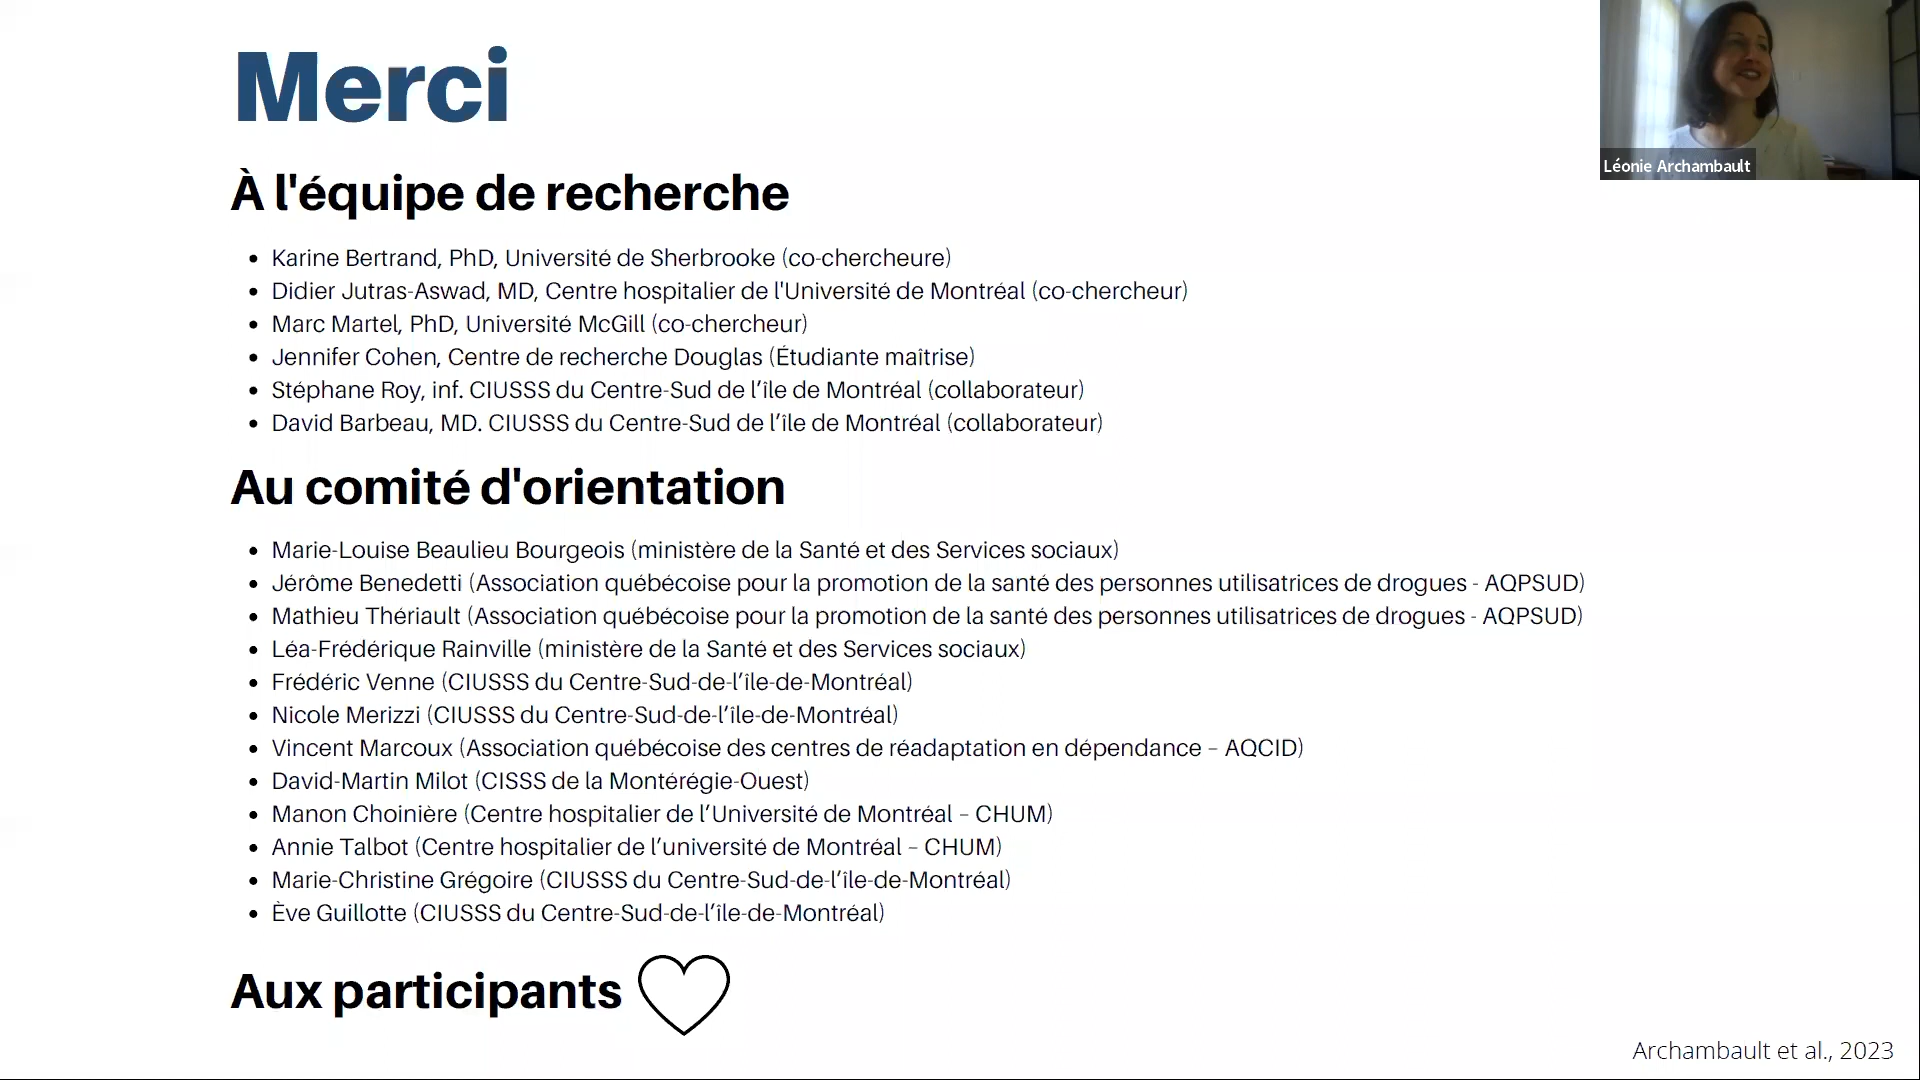 Merci
À l'équipe de recherche
Karine Bertrand, PhD, Université de Sherbrooke (co-chercheure)
Didier Jutras-Aswad, MD, Centre hospitalier de l'Université de Montréal (co-chercheur)
Marc Martel, PhD, Université McGill (co-chercheur)
Jennifer Cohen, Centre de recherche Douglas (Étudiante maîtrise)
Stéphane Roy, inf. CIUSSS du Centre-Sud de l’île de Montréal (collaborateur)
David Barbeau, MD. CIUSSS du Centre-Sud de l’île de Montréal (collaborateur)
Au comité d'orientation
Marie-Louise Beaulieu Bourgeois (ministère de la Santé et des Services sociaux)
Jérôme Benedetti (Association québécoise pour la promotion de la santé des personnes utilisatrices de drogues - AQPSUD)
Mathieu Thériault (Association québécoise pour la promotion de la santé des personnes utilisatrices de drogues - AQPSUD)
Léa-Frédérique Rainville (ministère de la Santé et des Services sociaux)
Frédéric Venne (CIUSSS du Centre-Sud-de-l’île-de-Montréal)
Nicole Merizzi (CIUSSS du Centre-Sud-de-l’île-de-Montréal)
Vincent Marcoux (Association québécoise des centres de réadaptation en dépendance – AQCID)
David-Martin Milot (CISSS de la Montérégie-Ouest)
Manon Choinière (Centre hospitalier de l’Université de Montréal – CHUM)
Annie Talbot (Centre hospitalier de l’université de Montréal – CHUM)
Marie-Christine Grégoire (CIUSSS du Centre-Sud-de-l’île-de-Montréal)
Ève Guillotte (CIUSSS du Centre-Sud-de-l’île-de-Montréal)
Aux participants
Archambault et al., 2023
Léonie Archambault